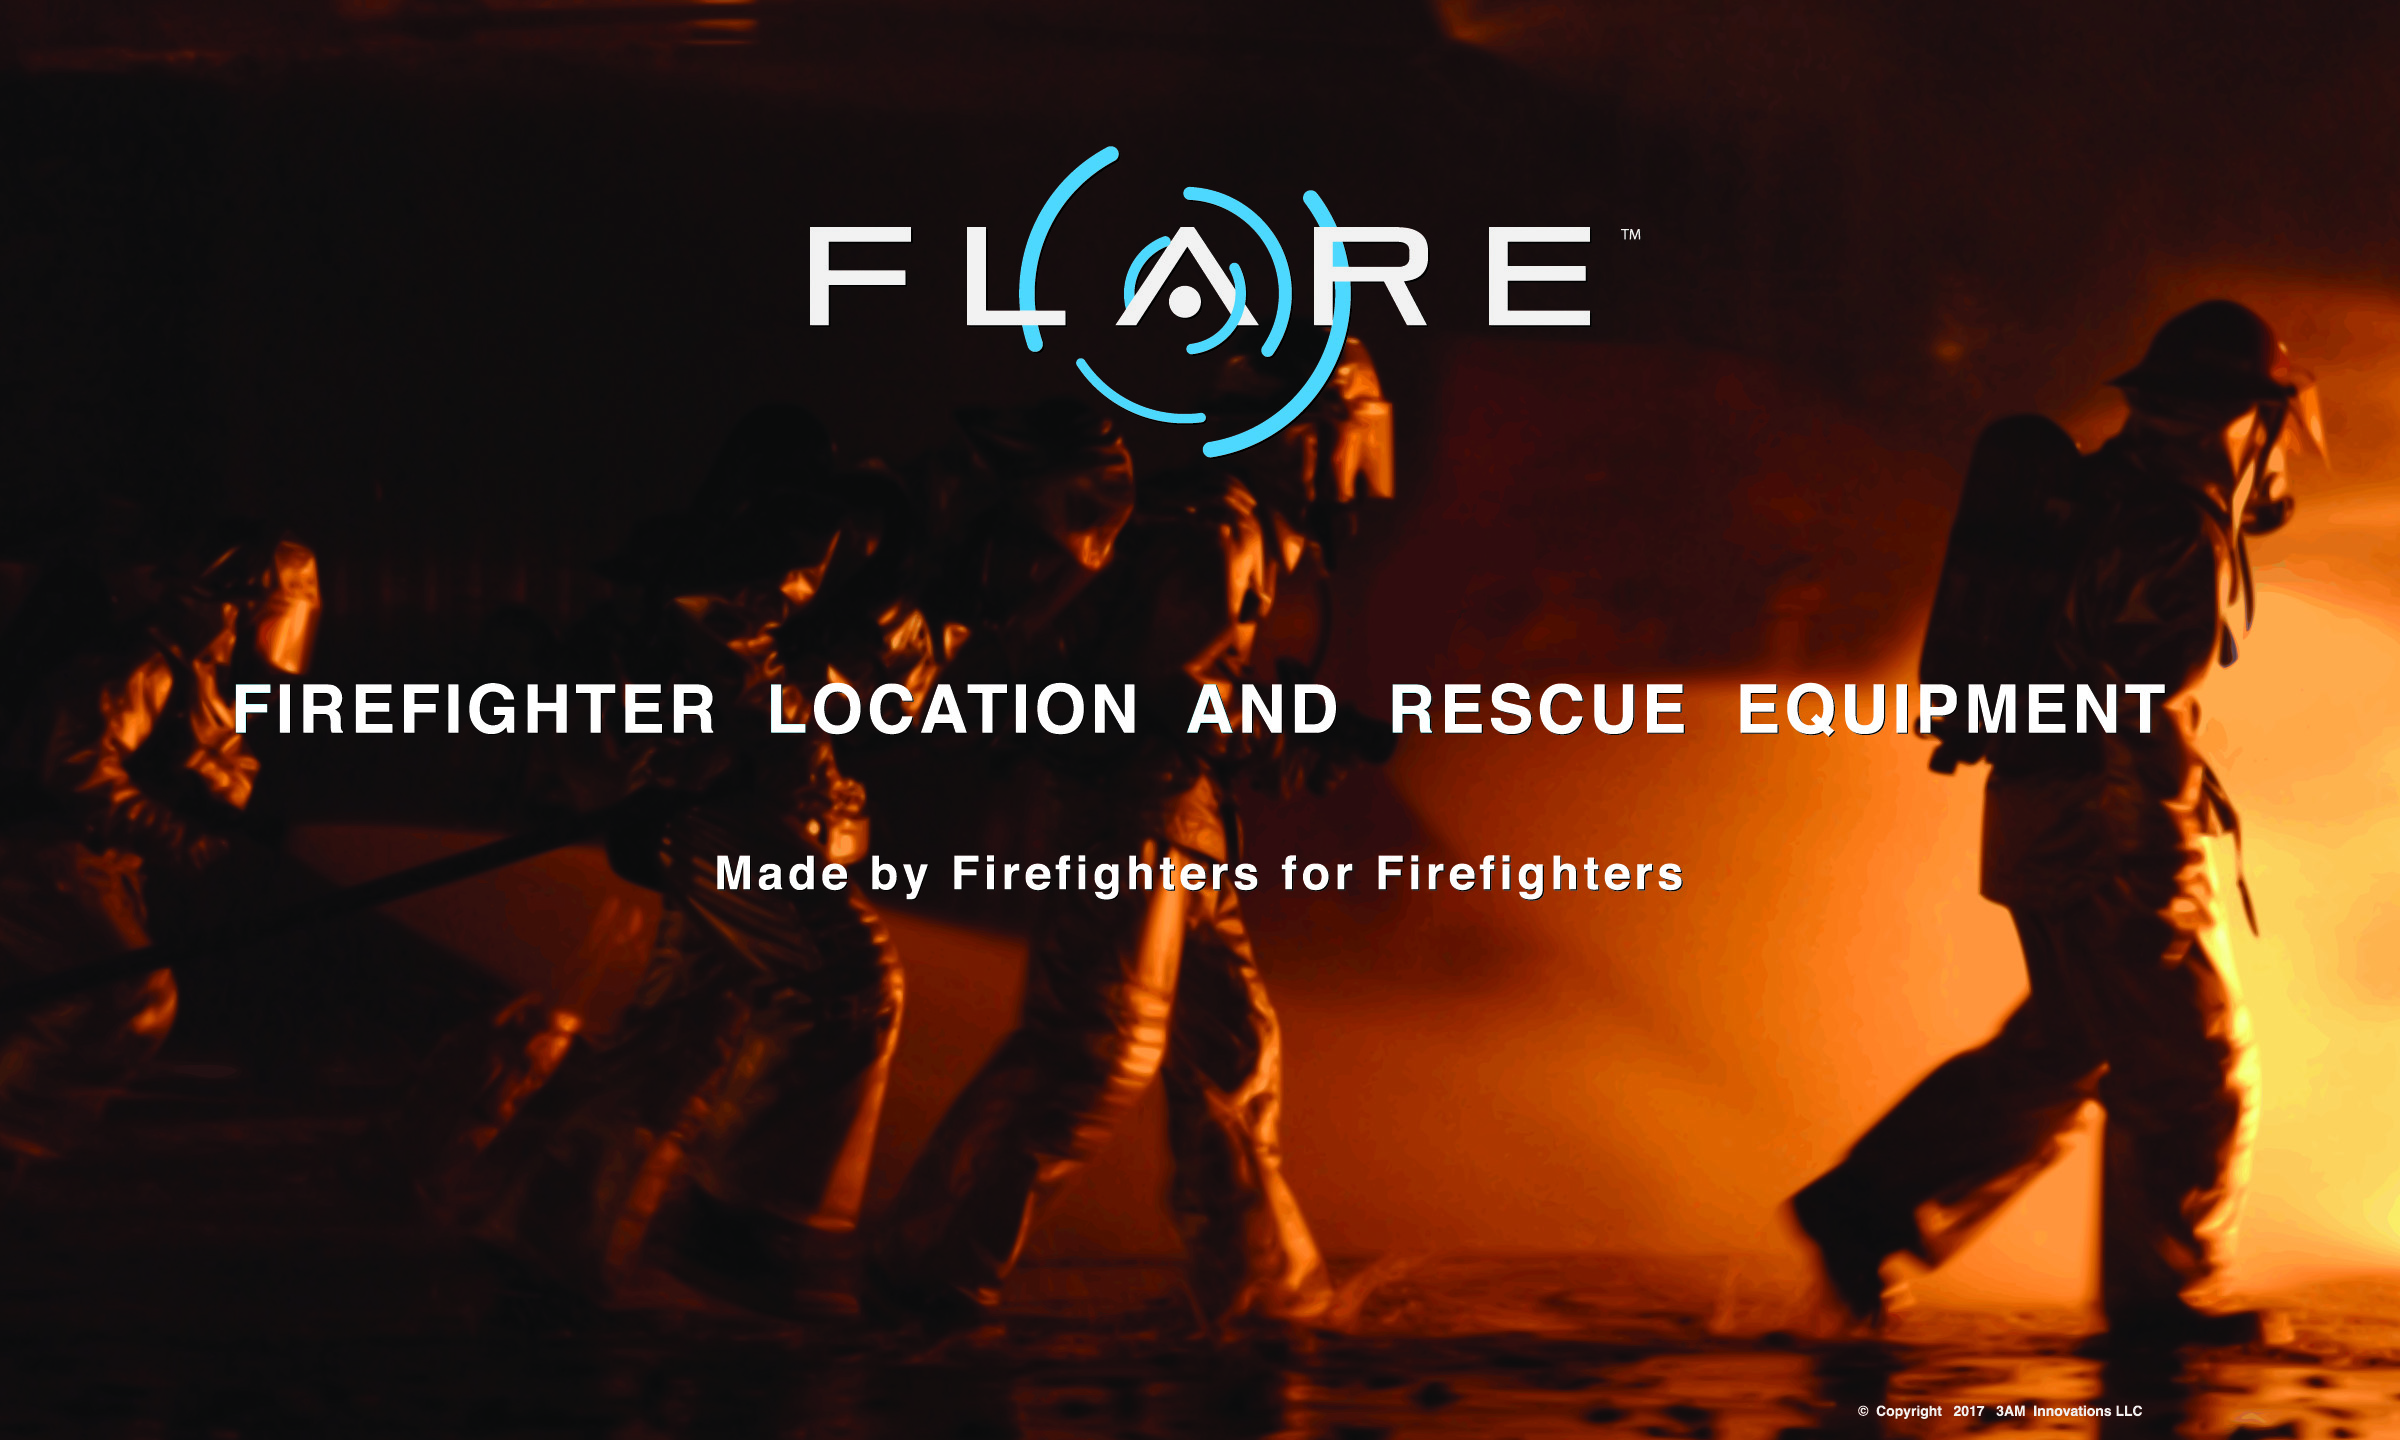 FLARE™
FIREFIGHTER LOCATION AND RESCUE EQUIPMENT
Made by Firefighters for Firefighters
© Copyright 2017 3AM Innovations LLC